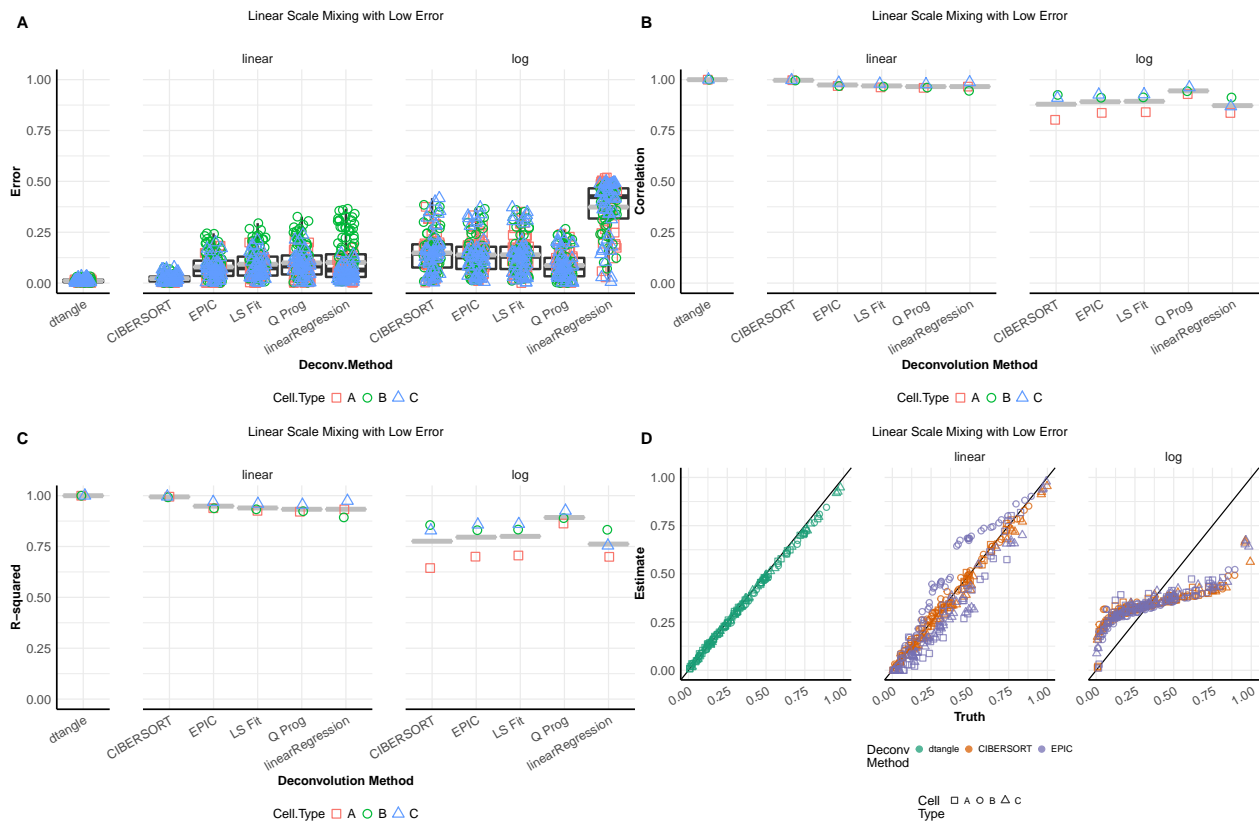 A
Linear Scale Mixing with Low Error
linear
log
1.00
0.75
0.50
0.25
0.00
Error
dtangle
CIBERSORT
EPIC
LS Fit
Q Prog
linearRegression
CIBERSORT
EPIC
LS Fit
Q Prog
linearRegression
Deconv.Method
Cell.Type A B C
B
Linear Scale Mixing with Low Error
linear
log
1.00
0.75
0.50
0.25
0.00
Correlation
dtangle
CIBERSORT
EPIC
LS Fit
Q Prog
linearRegression
CIBERSORT
EPIC
LS Fit
Q Prog
linearRegression
Deconvolution Method
Cell.Type A B C
C
Linear Scale Mixing with Low Error
linear
log
1.00
0.75
0.50
0.25
0.00
R−squared
dtangle
CIBERSORT
EPIC
LS Fit
Q Prog
linearRegression
CIBERSORT
EPIC
LS Fit
Q Prog
linearRegression
Deconvolution Method
Cell.Type A B C
D
Linear Scale Mixing with Low Error
linear
log
1.00
0.75
0.50
0.25
0.00
Estimate
0.00 0.25 0.50 0.75 1.00
0.00 0.25 0.50 0.75 1.00
0.00 0.25 0.50 0.75 1.00
Truth
Deconv dtangle CIBERSORT EPIC
Method
Cell A B C
Type